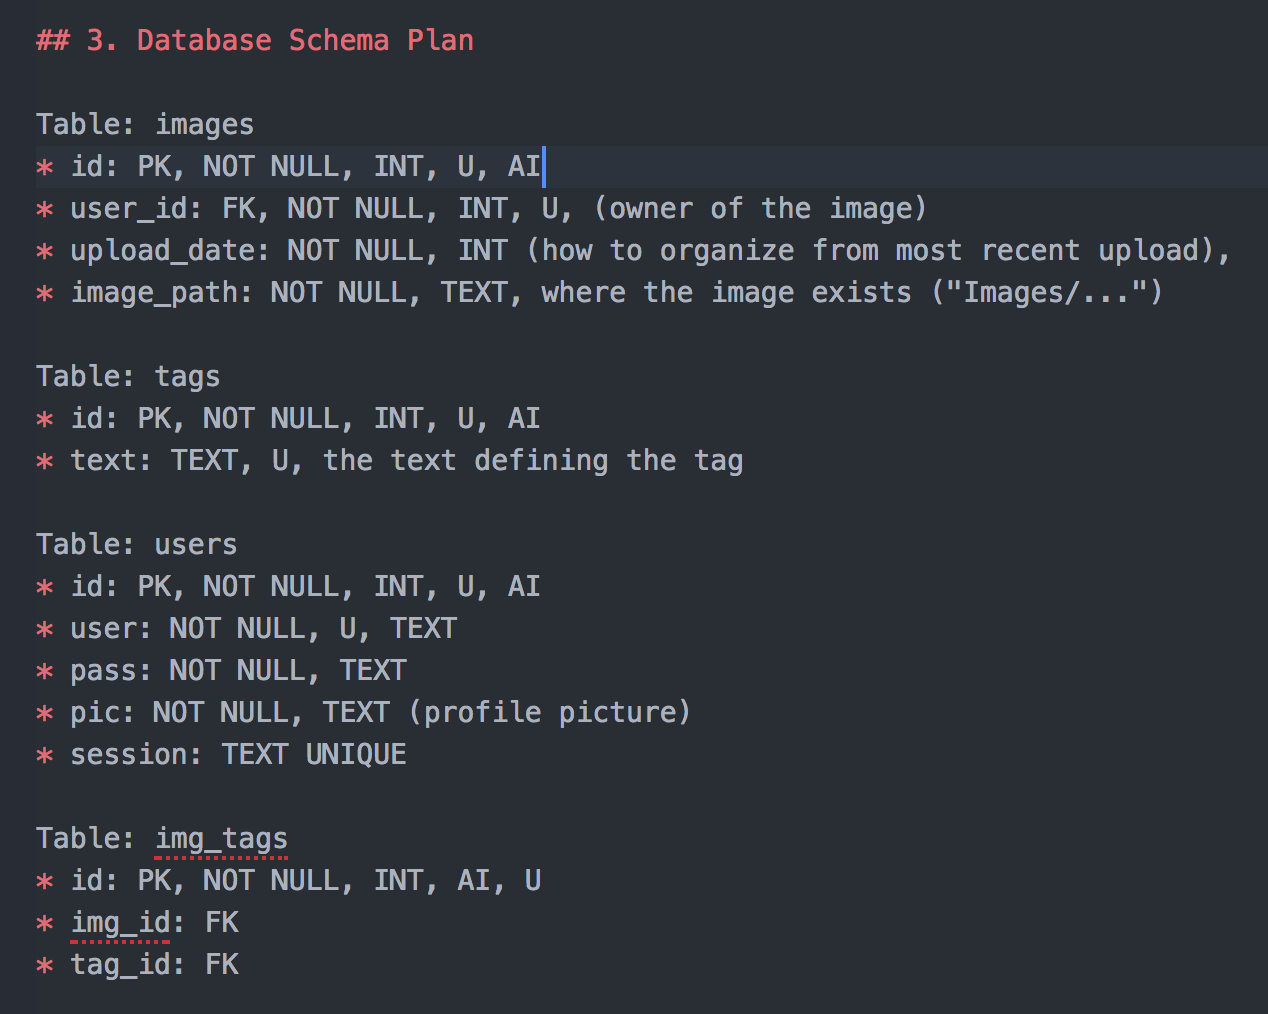 ## 3. Database Schema Plan
Table: images
* id: PK, NOT NULL, INT, U, AI
* user_id: FK, NOT NULL, INT, U, (owner of the image)
* upload_date: NOT NULL, INT (how to organize from most recent upload),
* image_path: NOT NULL, TEXT, where the image exists ("Images/...")
Table: tags
* id: PK, NOT NULL, INT, U, AI
* text: TEXT, U, the text defining the tag
Table: users
* id: PK, NOT NULL, INT, U, AI
* user: NOT NULL, U, TEXT
* pass: NOT NULL, TEXT
* pic: NOT NULL, TEXT (profile picture)
* session: TEXT UNIQUE
Table: img_tags
* id: PK, NOT NULL, INT, AI, U
* img_id: FK
* tag_id: FK